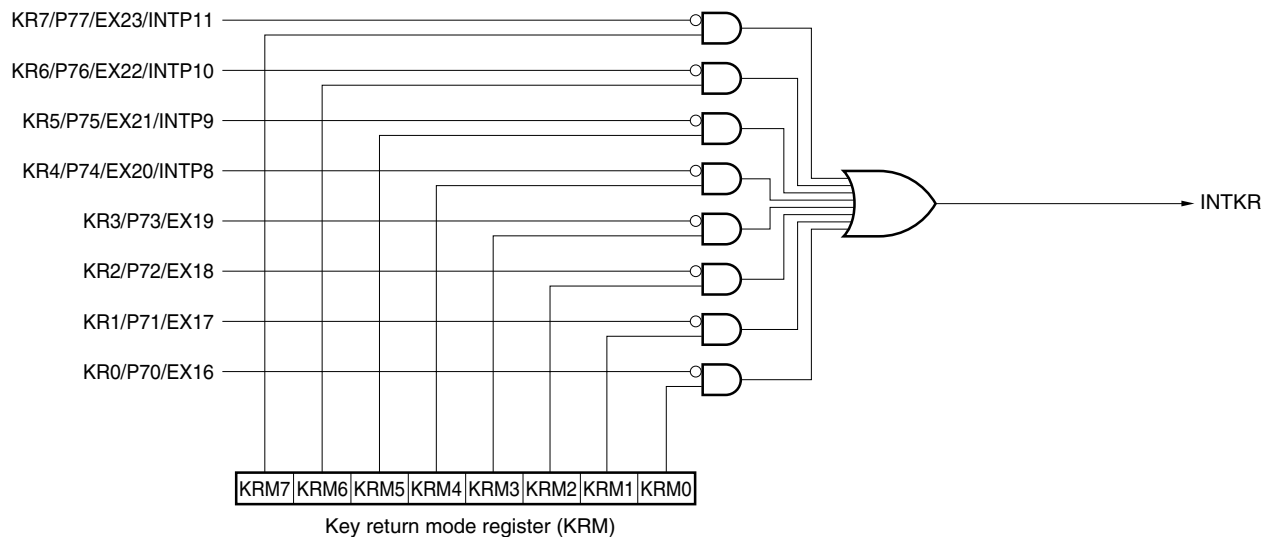 KR7/P77/EX23/INTP11
KR6/P76/EX22/INTP10
KR5/P75/EX21/INTP9
KR4/P74/EX20/INTP8
KR3/P73/EX19
KR2/P72/EX18
KR1/P71/EX17
KR0/P70/EX16
INTKR
KRM7 KRM6 KRM5 KRM4 KRM3 KRM2 KRM1 KRM0
Key return mode register (KRM)